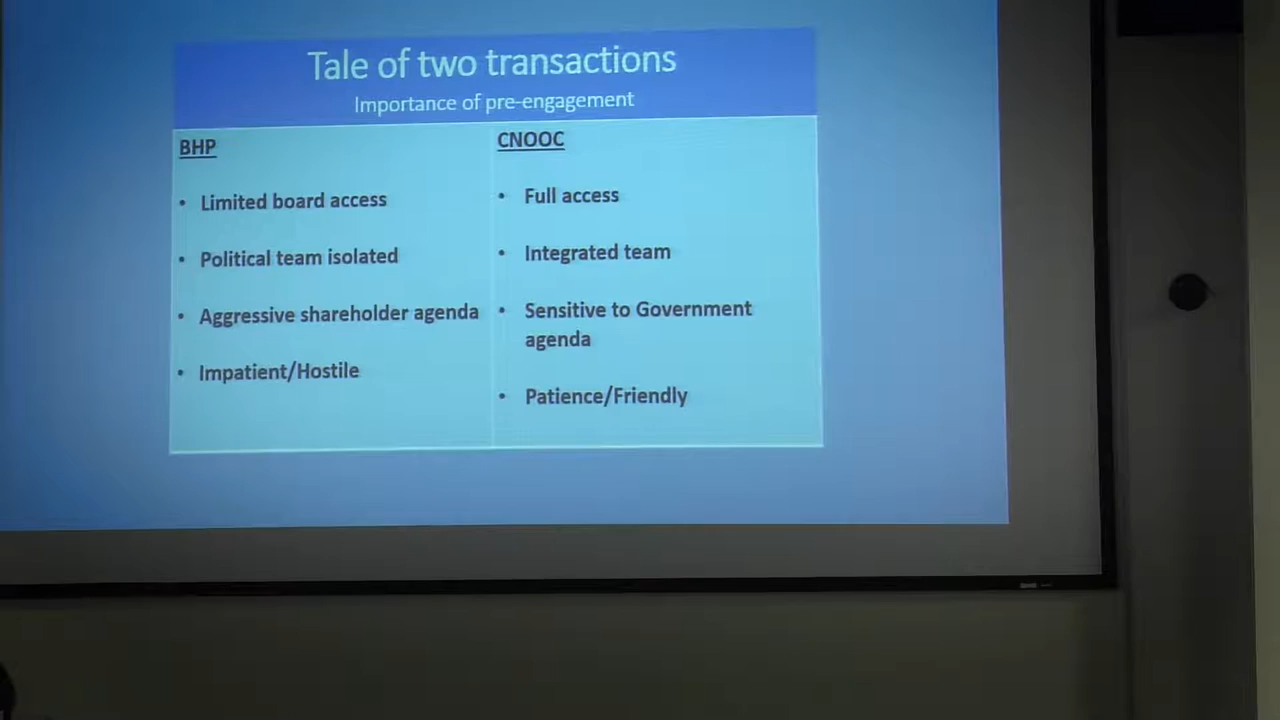 Tale of two transactions
Importance of pre-engagement
BHP
• Limited board access
• Political team isolated
• Aggressive shareholder agenda
• Impatient/Hostile
CNOOC
• Full access
• Integrated team
• Sensitive to Government
agenda
• Patience/Friendly